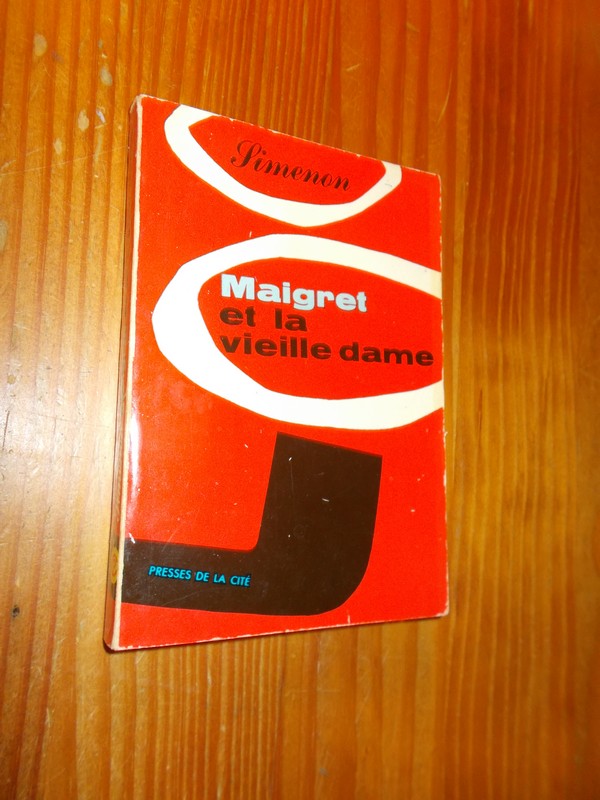 Simenon
Maigret
et la
vieille dame
PRESSES DE LA CITÉ